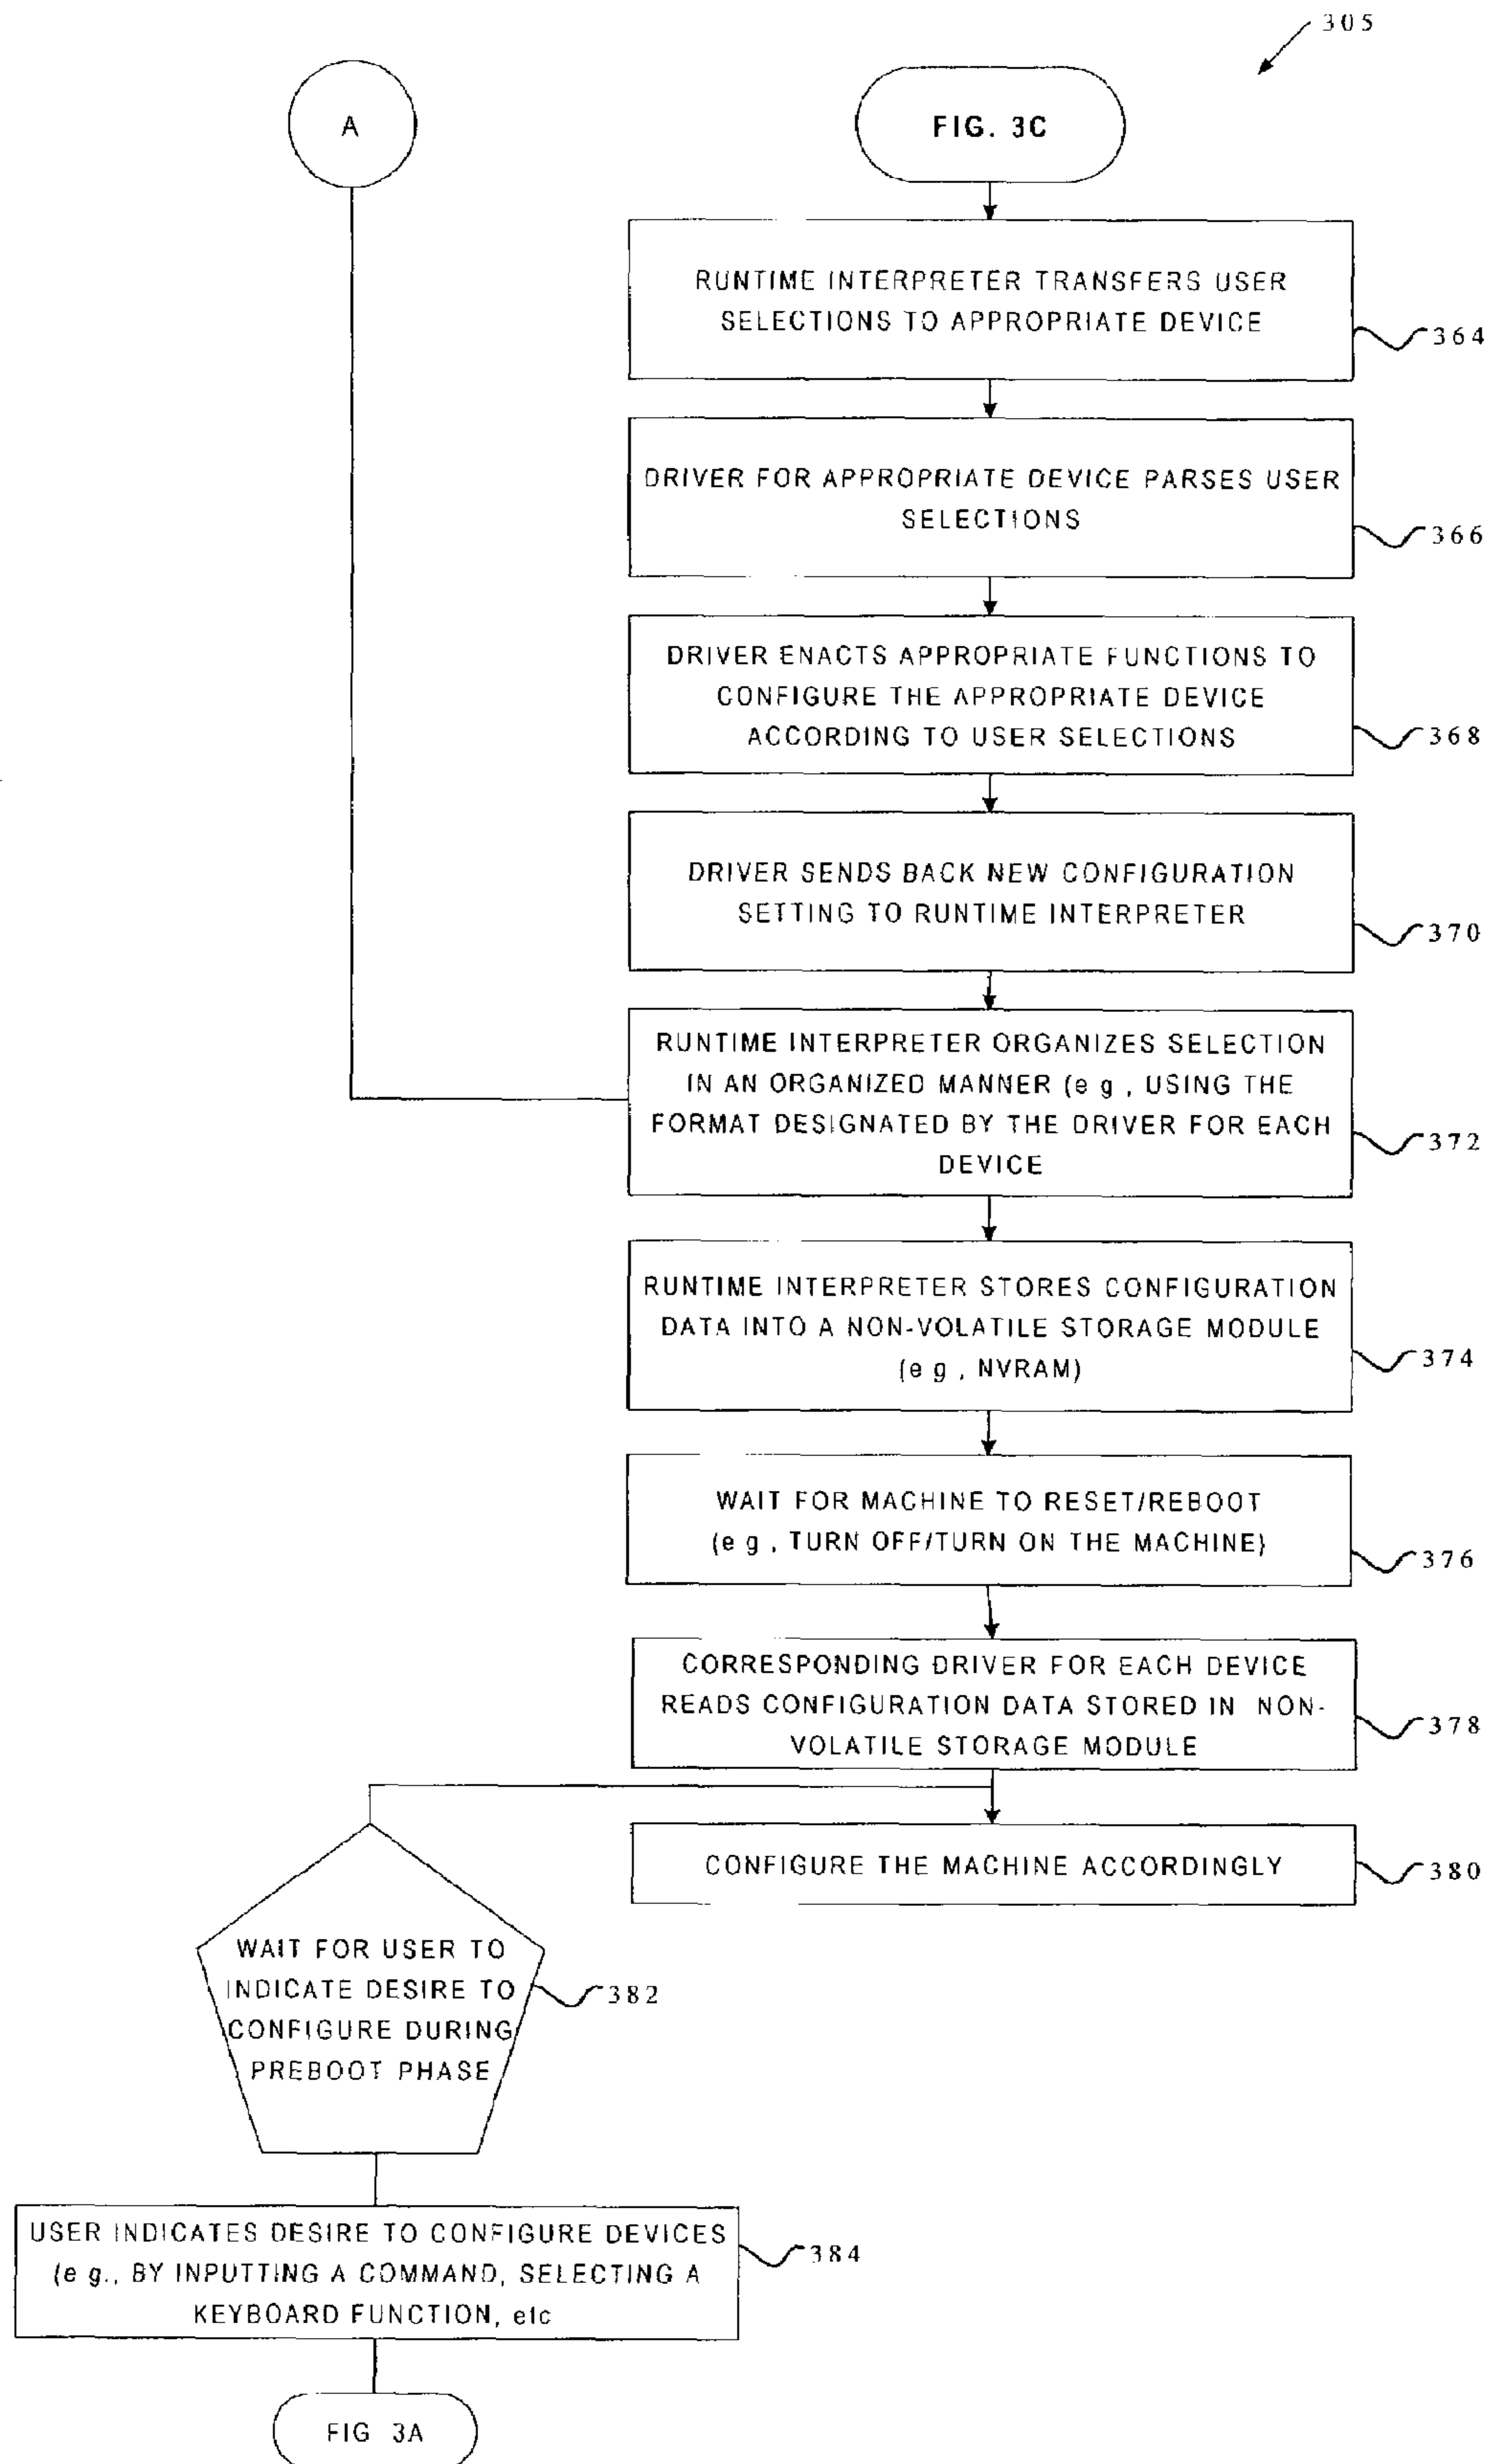 305
A
FIG. 3C
RUNTIME INTERPRETER TRANSFERS USER
SELECTIONS TO APPROPRIATE DEVICE
364
DRIVER FOR APPROPRIATE DEVICE PARSES USER
SELECTIONS
366
DRIVER ENACTS APPROPRIATE FUNCTIONS TO
CONFIGURE THE APPROPRIATE DEVICE
ACCORDING TO USER SELECTIONS
368
DRIVER SENDS BACK NEW CONFIGURATION
SETTING TO RUNTIME INTERPRETER
370
RUNTIME INTERPRETER ORGANIZES SELECTION
IN AN ORGANIZED MANNER (e g , USING THE
FORMAT DESIGNATED BY THE DRIVER FOR EACH
DEVICE
372
RUNTIME INTERPRETER STORES CONFIGURATION
DATA INTO A NON-VOLATILE STORAGE MODULE
(e g , NVRAM)
374
WAIT FOR MACHINE TO RESET/REBOOT
(e g , TURN OFF/TURN ON THE MACHINE)
376
CORRESPONDING DRIVER FOR EACH DEVICE
READS CONFIGURATION DATA STORED IN NON-
VOLATILE STORAGE MODULE
378
CONFIGURE THE MACHINE ACCORDINGLY
380
WAIT FOR USER TO
INDICATE DESIRE TO
CONFIGURE DURING
PREBOOT PHASE
382
USER INDICATES DESIRE TO CONFIGURE DEVICES
(e g., BY INPUTTING A COMMAND, SELECTING A
KEYBOARD FUNCTION, etc
384
FIG 3A